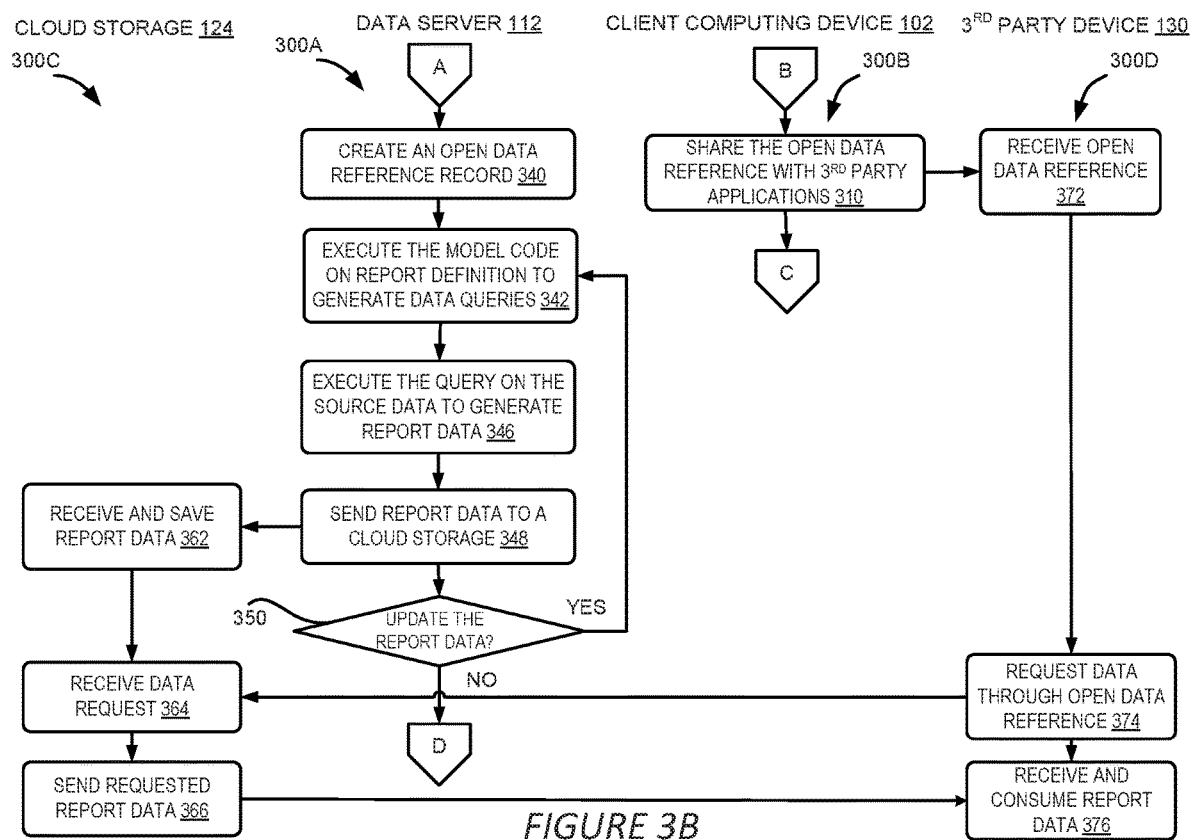 CLOUD STORAGE 124
DATA SERVER 112
CLIENT COMPUTING DEVICE 102
3RD PARTY DEVICE 130
300C
300A
300B
300D
A
B
CREATE AN OPEN DATA
REFERENCE RECORD 340
SHARE THE OPEN DATA
REFERENCE WITH 3RD PARTY
APPLICATIONS 310
RECEIVE OPEN
DATA REFERENCE
372
EXECUTE THE MODEL CODE
ON REPORT DEFINITION TO
GENERATE DATA QUERIES 342
C
EXECUTE THE QUERY ON THE
SOURCE DATA TO GENERATE
REPORT DATA 346
RECEIVE AND SAVE
REPORT DATA 362
SEND REPORT DATA TO A
CLOUD STORAGE 348
350
UPDATE THE
REPORT DATA?
YES
NO
RECEIVE DATA
REQUEST 364
REQUEST DATA
THROUGH OPEN DATA
REFERENCE 374
D
SEND REQUESTED
REPORT DATA 366
RECEIVE AND
CONSUME REPORT
DATA 376
FIGURE 3B